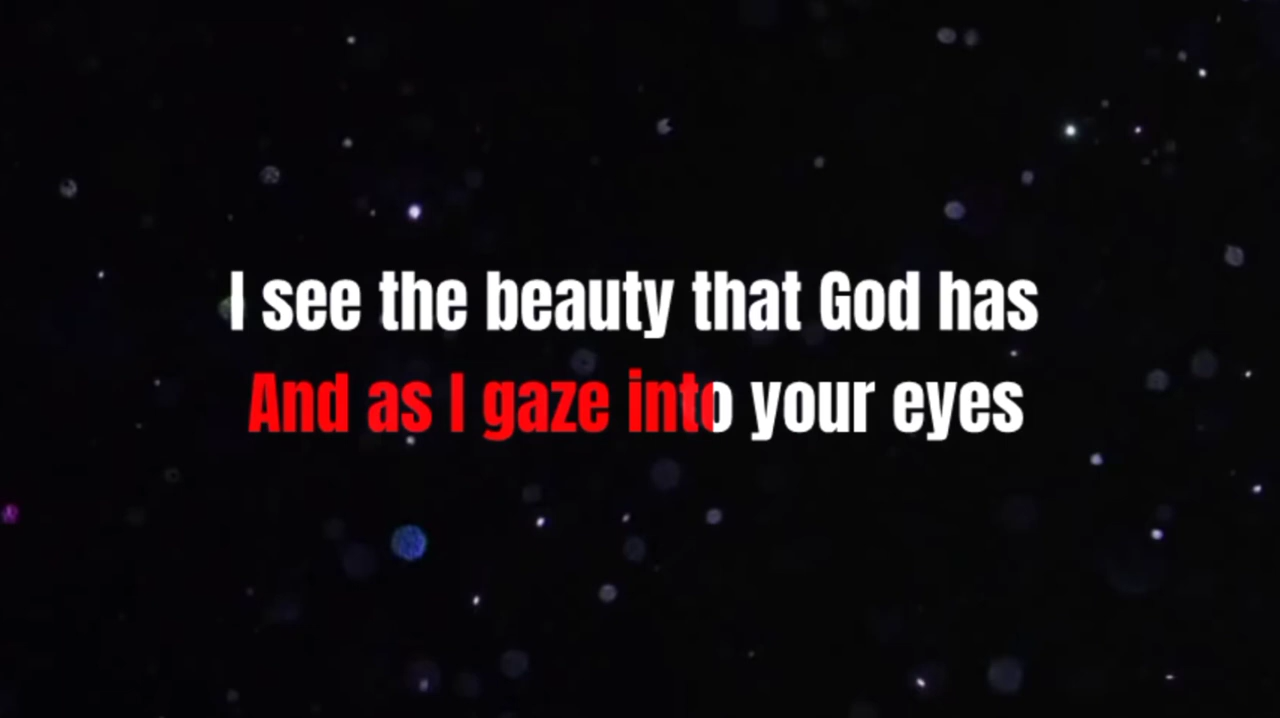 I see the beauty that God has
And as I gaze into your eyes